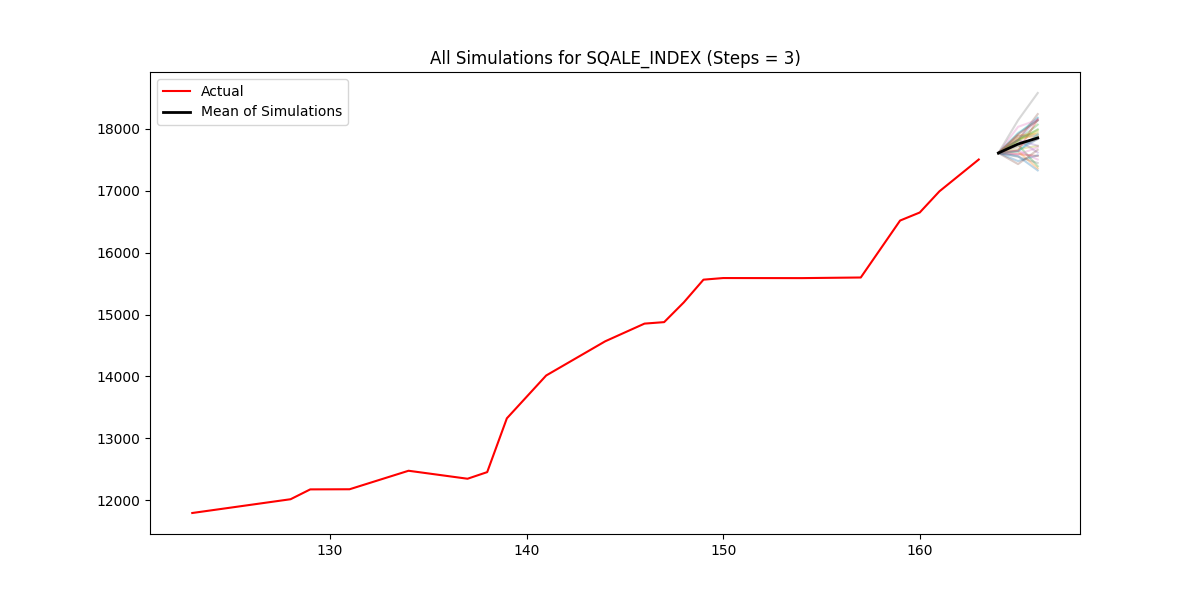 All Simulations for SQALE_INDEX (Steps = 3)
Actual
Mean of Simulations
18000
17000
16000
15000
14000
13000
12000
130 140 150 160